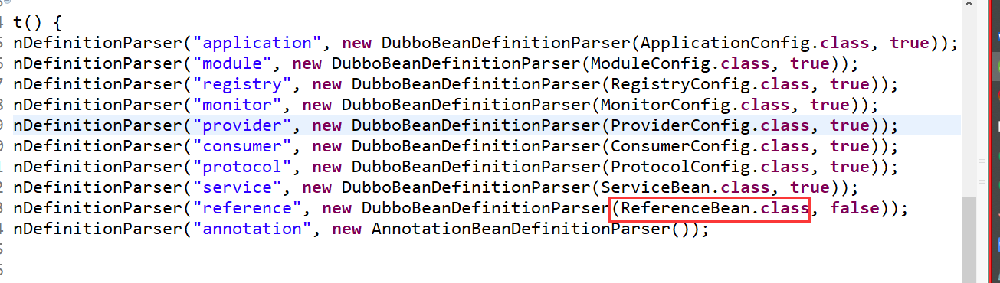 t() {
nDefinitionParser("application", new DubboBeanDefinitionParser(ApplicationConfig.class, true));
nDefinitionParser("module", new DubboBeanDefinitionParser(ModuleConfig.class, true));
nDefinitionParser("registry", new DubboBeanDefinitionParser(RegistryConfig.class, true));
nDefinitionParser("monitor", new DubboBeanDefinitionParser(MonitorConfig.class, true));
nDefinitionParser("provider", new DubboBeanDefinitionParser(ProviderConfig.class, true));
nDefinitionParser("consumer", new DubboBeanDefinitionParser(ConsumerConfig.class, true));
nDefinitionParser("protocol", new DubboBeanDefinitionParser(ProtocolConfig.class, true));
nDefinitionParser("service", new DubboBeanDefinitionParser(ServiceBean.class, true));
nDefinitionParser("reference", new DubboBeanDefinitionParser(ReferenceBean.class, false));
nDefinitionParser("annotation", new AnnotationBeanDefinitionParser());